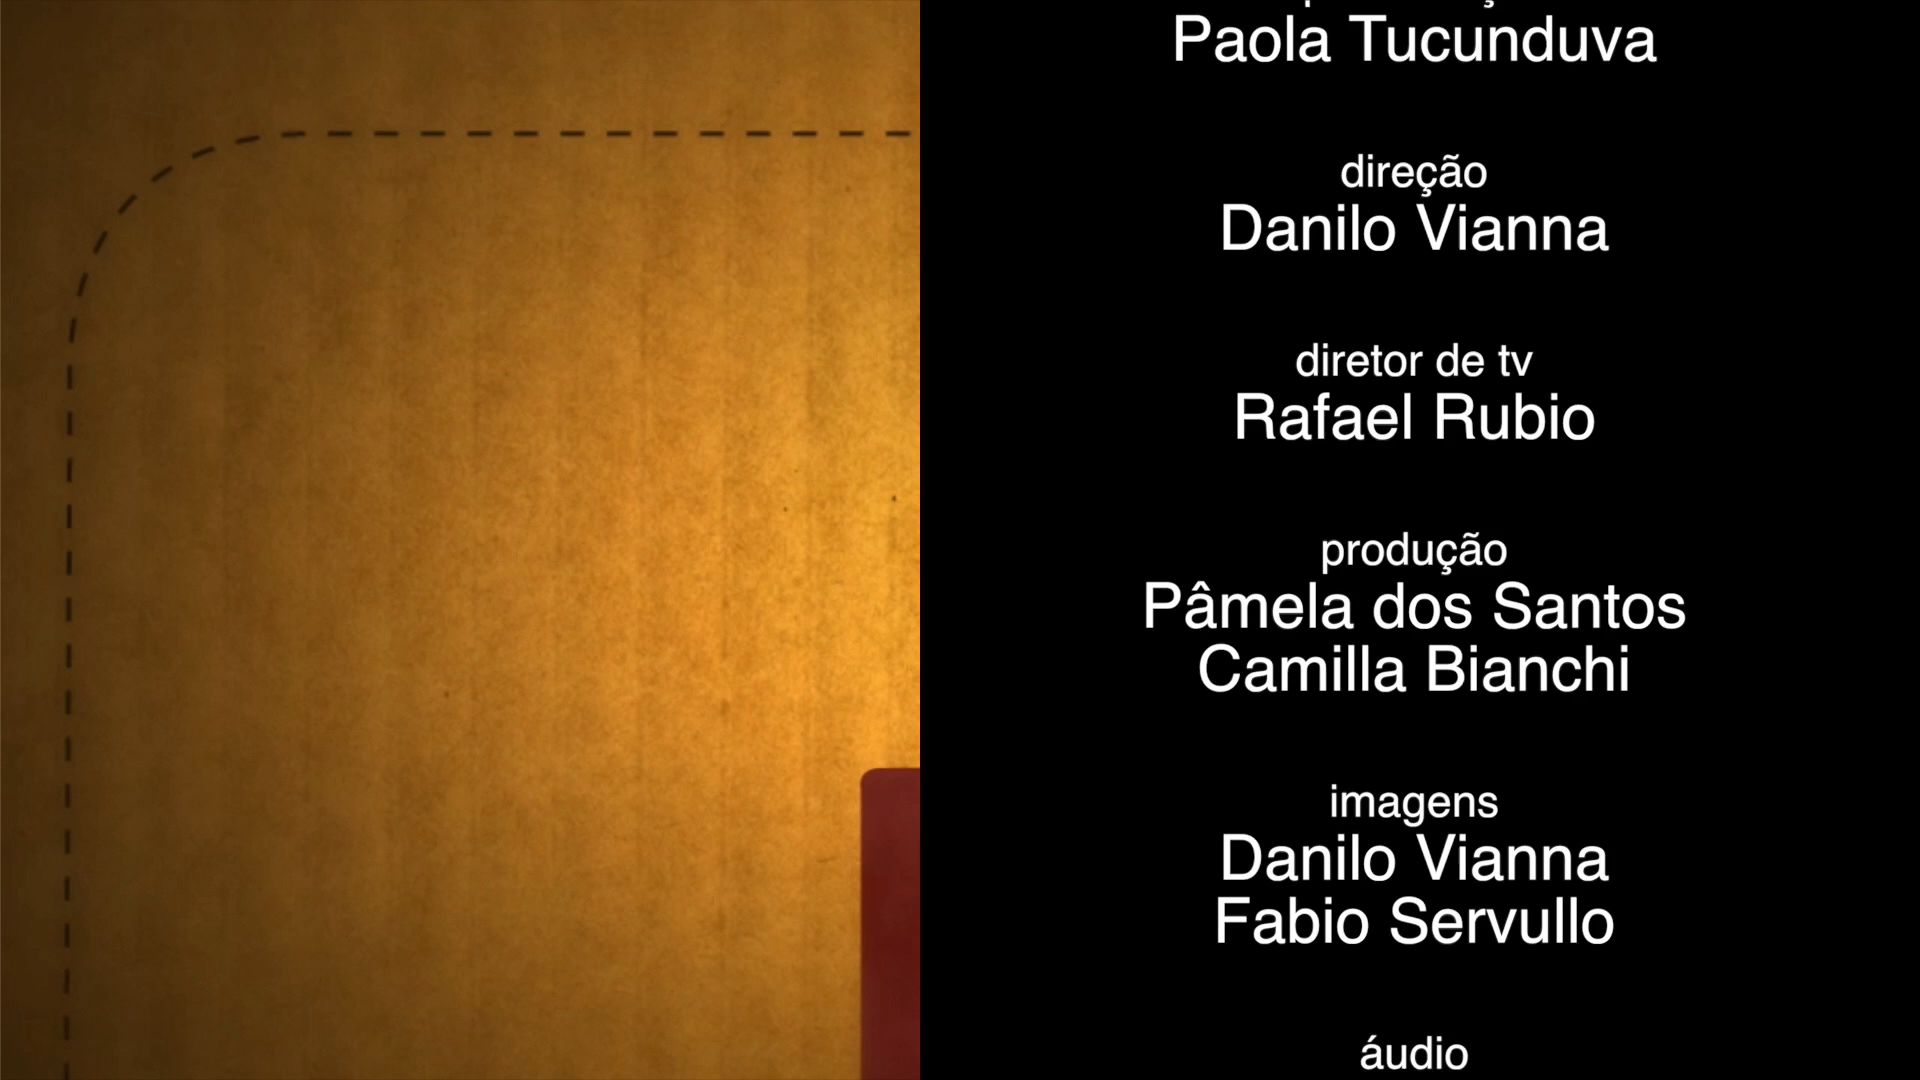 Paola Tucunduva
direção
Danilo Vianna
diretor de tv
Rafael Rubio
produção
Pâmela dos Santos
Camilla Bianchi
imagens
Danilo Vianna
Fabio Servullo
áudio